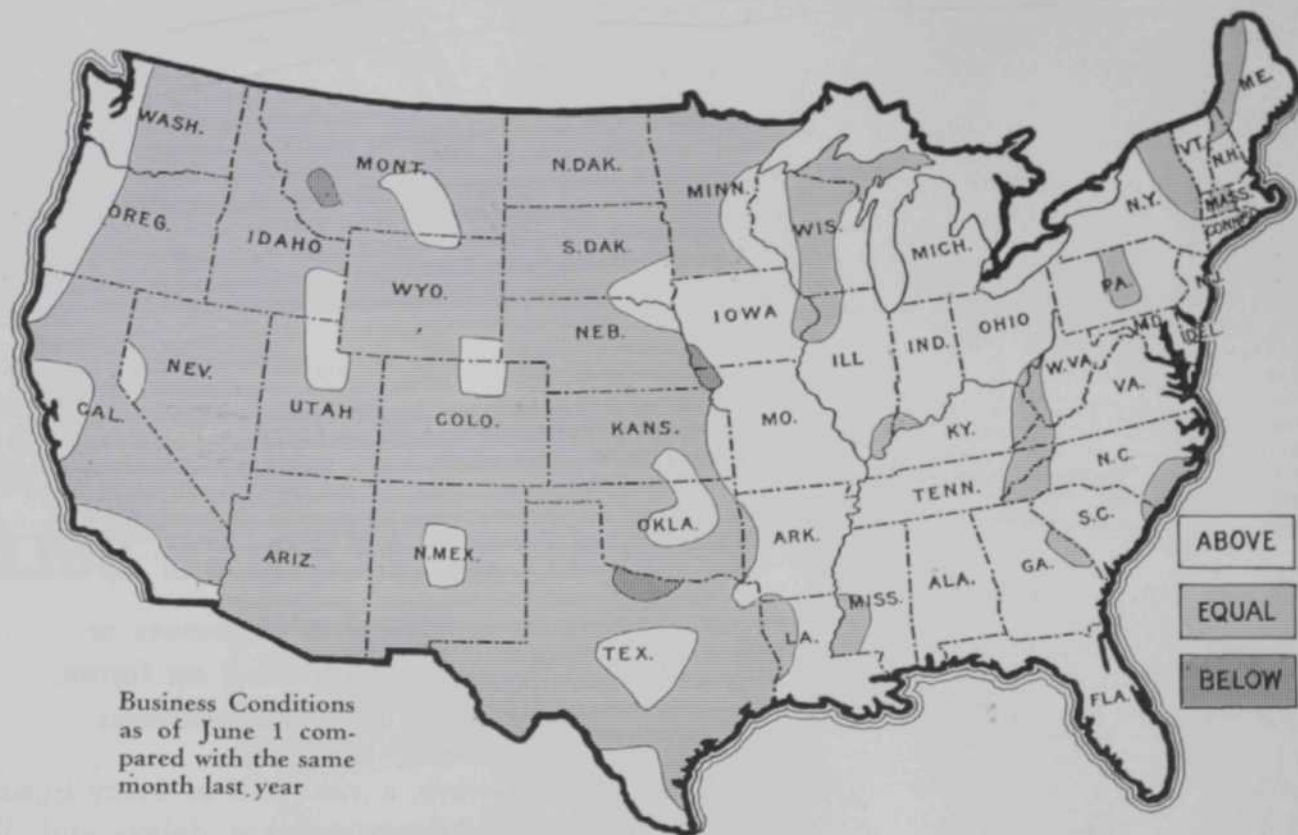 ME.
WASH.
VT.
N.H.
MONT.
N.DAK.
MINN.
MASS.
N.Y.
CONN.
OREG.
WIS.
IDAHO
S.DAK.
MICH.
WYO.
PA.
N.J.
IOWA
OHIO
NEB.
MD.
DEL.
NEV.
ILL
IND.
W.VA.
UTAH
VA.
CAL.
COLO.
KANS.
MO.
KY.
N.C.
TENN.
OKLA.
S.C.
ARIZ.
N.MEX.
ARK.
GA.
MISS.
ALA.
LA.
TEX.
FLA.
ABOVE
EQUAL
BELOW
Business Conditions
as of June 1 com-
pared with the same
month last year